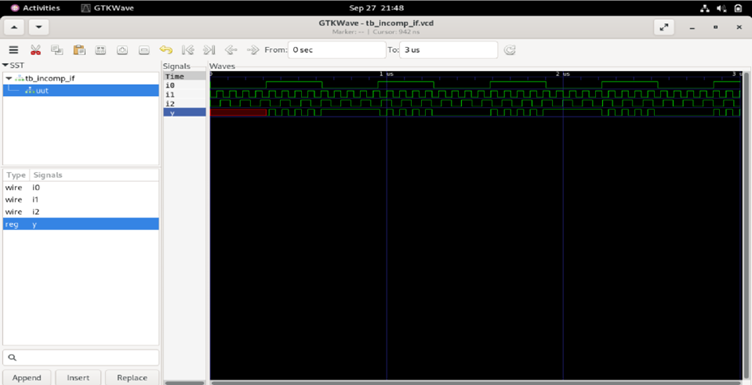 Activities GTKWave Sep 27 21:48
GTKWave - tb_incomp_if.vcd
Marker: -- | Cursor: 942 ns
From: 0 sec To: 3 us
SST
tb_incomp_if
uut
Type Signals
wire i0
wire i1
wire i2
reg y
Append Insert Replace
Signals
Time
i0
i1
i2
y
Waves
0 1 us 2 us 3 u